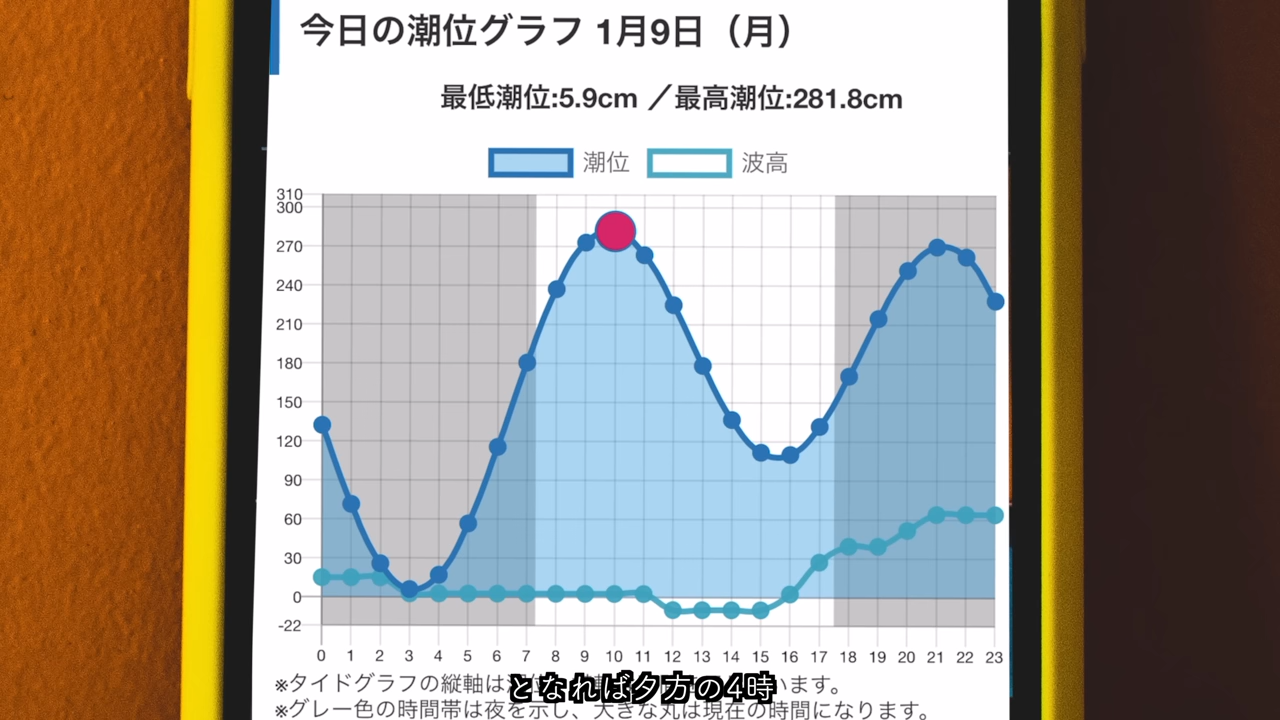 今日の潮位グラフ 1月9日（月）
最低潮位:5.9cm ／最高潮位:281.8cm
潮位 波高
310
300
270
240
210
180
150
120
90
60
30
0
-22
0 1 2 3 4 5 6 7 8 9 10 11 12 13 14 15 16 17 18 19 20 21 22 23
※タイドグラフの縦軸は
います。
となれば夕方の4時
※グレー色の時間帯は夜を示し、大きな丸は現在の時間になります。